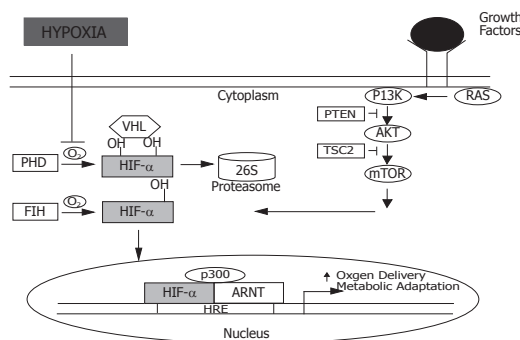 HYPOXIA
Growth
Factors
Cytoplasm
P13K
RAS
PTEN
AKT
TSC2
mTOR
VHL
OH
OH
O₂
PHD
HIF-α
26S
Proteasome
OH
O₂
FIH
HIF-α
p300
HIF-α
ARNT
HRE
Oxgen Delivery
Metabolic Adaptation
Nucleus